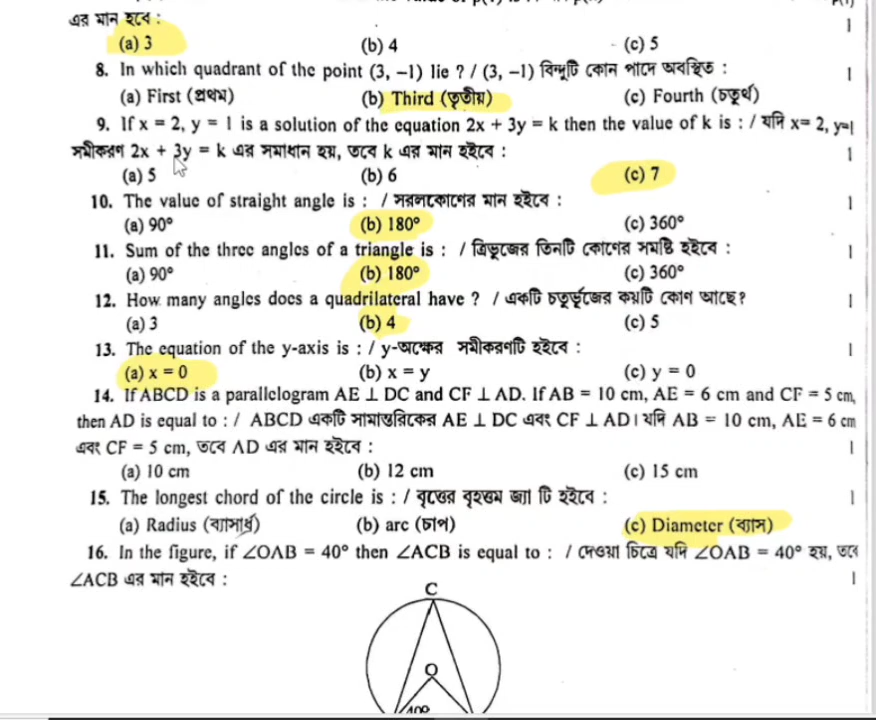 এর মান হবে :
(a) 3 (b) 4 (c) 5
8. In which quadrant of the point (3, −1) lie ? / (3, −1) বিন্দুটি কোন পাদে অবস্থিত : 1
(a) First (প্রথম) (b) Third (তৃতীয়) (c) Fourth (চতুর্থ)
9. If x = 2, y = 1 is a solution of the equation 2x + 3y = k then the value of k is : / যদি x= 2, y=1
সমীকরণ 2x + 3y = k এর সমাধান হয়, তবে k এর মান হইবে : 1
(a) 5 (b) 6 (c) 7
10. The value of straight angle is : / সরলকোণের মান হইবে : 1
(a) 90° (b) 180° (c) 360°
11. Sum of the three angles of a triangle is : / ত্রিভুজের তিনটি কোণের সমষ্টি হইবে : 1
(a) 90° (b) 180° (c) 360°
12. How many angles does a quadrilateral have ? / একটি চতুর্ভূজের কয়টি কোণ আছে? 1
(a) 3 (b) 4 (c) 5
13. The equation of the y-axis is : / y-অক্ষের সমীকরণটি হইবে : 1
(a) x = 0 (b) x = y (c) y = 0
14. If ABCD is a parallelogram AE ⊥ DC and CF ⊥ AD. If AB = 10 cm, AE = 6 cm and CF = 5 cm,
then AD is equal to : / ABCD একটি সামান্তরিকের AE ⊥ DC এবং CF ⊥ AD। যদি AB = 10 cm, AE = 6 cm
এবং CF = 5 cm, তবে AD এর মান হইবে : 1
(a) 10 cm (b) 12 cm (c) 15 cm
15. The longest chord of the circle is : / বৃত্তের বৃহত্তম জ্যা টি হইবে : 1
(a) Radius (ব্যাসার্ধ) (b) arc (চাপ) (c) Diameter (ব্যাস)
16. In the figure, if ∠OAB = 40° then ∠ACB is equal to : / দেওয়া চিত্রে যদি ∠OAB = 40° হয়, তবে
∠ACB এর মান হইবে : 1
C
O
40°